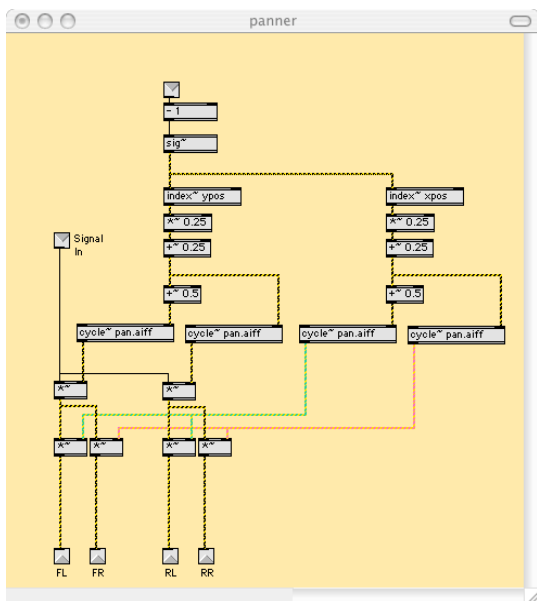 panner
- 1
sig~
index~ ypos
index~ xpos
*~ 0.25
*~ 0.25
Signal
In
+~ 0.25
+~ 0.25
+~ 0.5
+~ 0.5
cycle~ pan.aiff
cycle~ pan.aiff
cycle~ pan.aiff
cycle~ pan.aiff
*~
*~
*~
*~
*~
*~
FL
FR
RL
RR